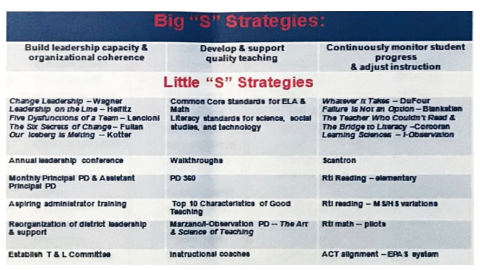 Big "S" Strategies:
Build leadership capacity &
organizational coherence
Develop & support
quality teaching
Continuously monitor student
progress
& adjust instruction
Little "S" Strategies
Change Leadership – Wagner
Leadership on the Line – Heifitz
Five Dysfunctions of a Team – Lencioni
The Six Secrets of Change – Fullan
Our Iceberg is Melting – Kotter
Common Core Standards for ELA &
Math
Literacy standards for science, social
studies, and technology
Whatever It Takes – DuFour
Failure Is Not an Option – Blankstien
The Teacher Who Couldn't Read &
The Bridge to Literacy –Corcoran
Learning Sciences – I-Observation
Annual leadership conference
Walkthroughs
Scantron
Monthly Principal PD & Assistant
Principal PD
PD 360
RtI Reading – elementary
Aspiring administrator training
Top 10 Characteristics of Good
Teaching
RtI reading – MS/HS variations
Reorganization of district leadership
& support
Marzano/I-Observation PD – The Art
& Science of Teaching
RtI math – pilots
Establish T & L Committee
Instructional coaches
ACT alignment – EPAS system